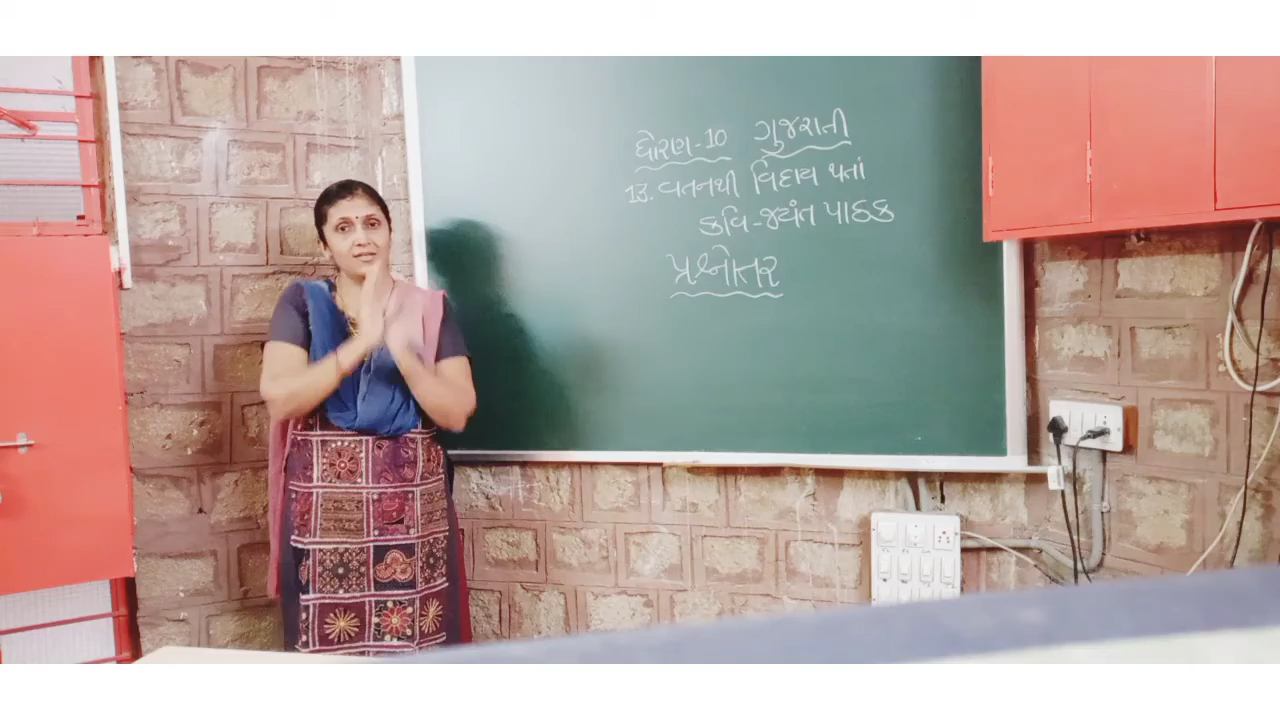 ધોરણ-10 ગુજરાતી
13. વતનથી વિદાય થતાં
કવિ-જયંત પાઠક
પ્રશ્નોતર